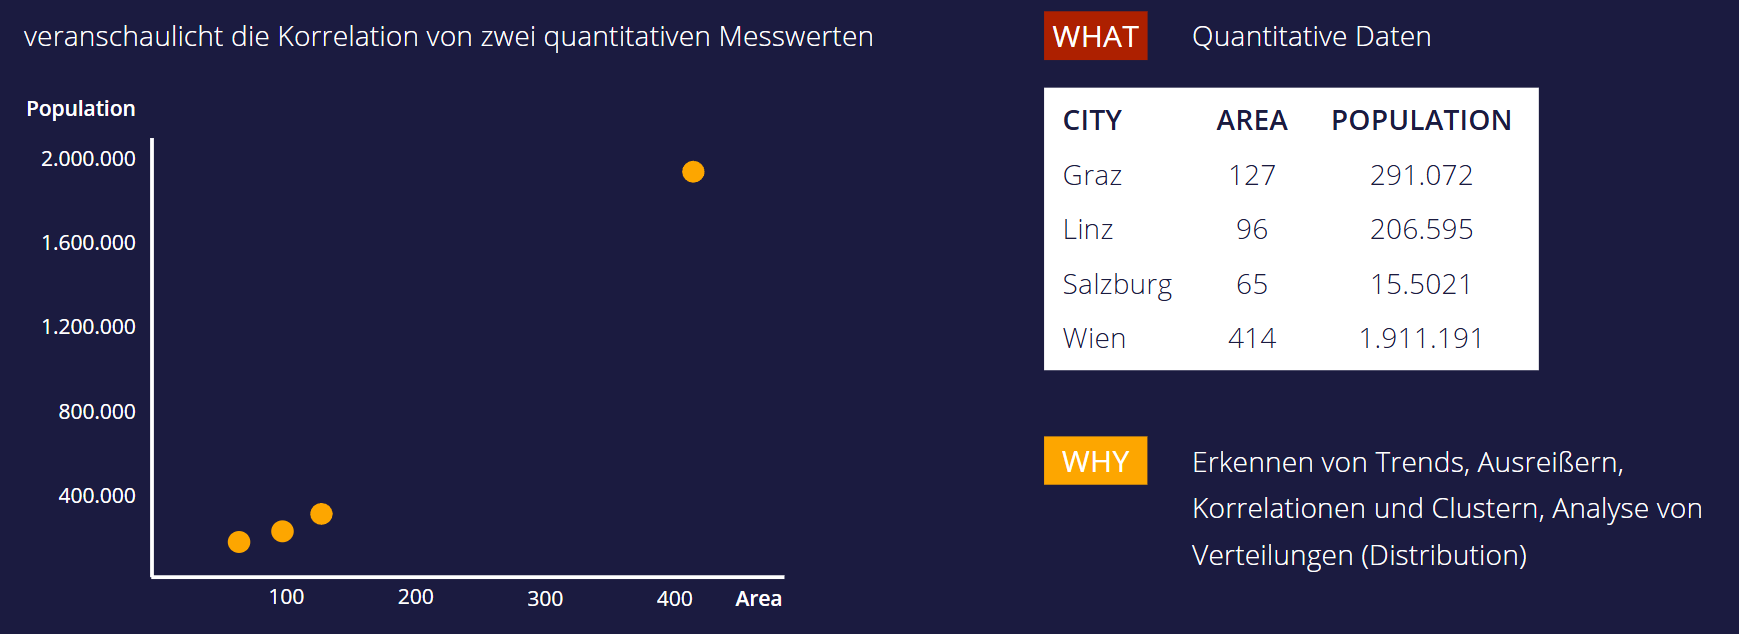 veranschaulicht die Korrelation von zwei quantitativen Messwerten
Population
2.000.000
1.600.000
1.200.000
800.000
400.000
100 200 300 400 Area
WHAT Quantitative Daten
CITY AREA POPULATION
Graz 127 291.072
Linz 96 206.595
Salzburg 65 15.5021
Wien 414 1.911.191
WHY Erkennen von Trends, Ausreißern,
Korrelationen und Clustern, Analyse von
Verteilungen (Distribution)